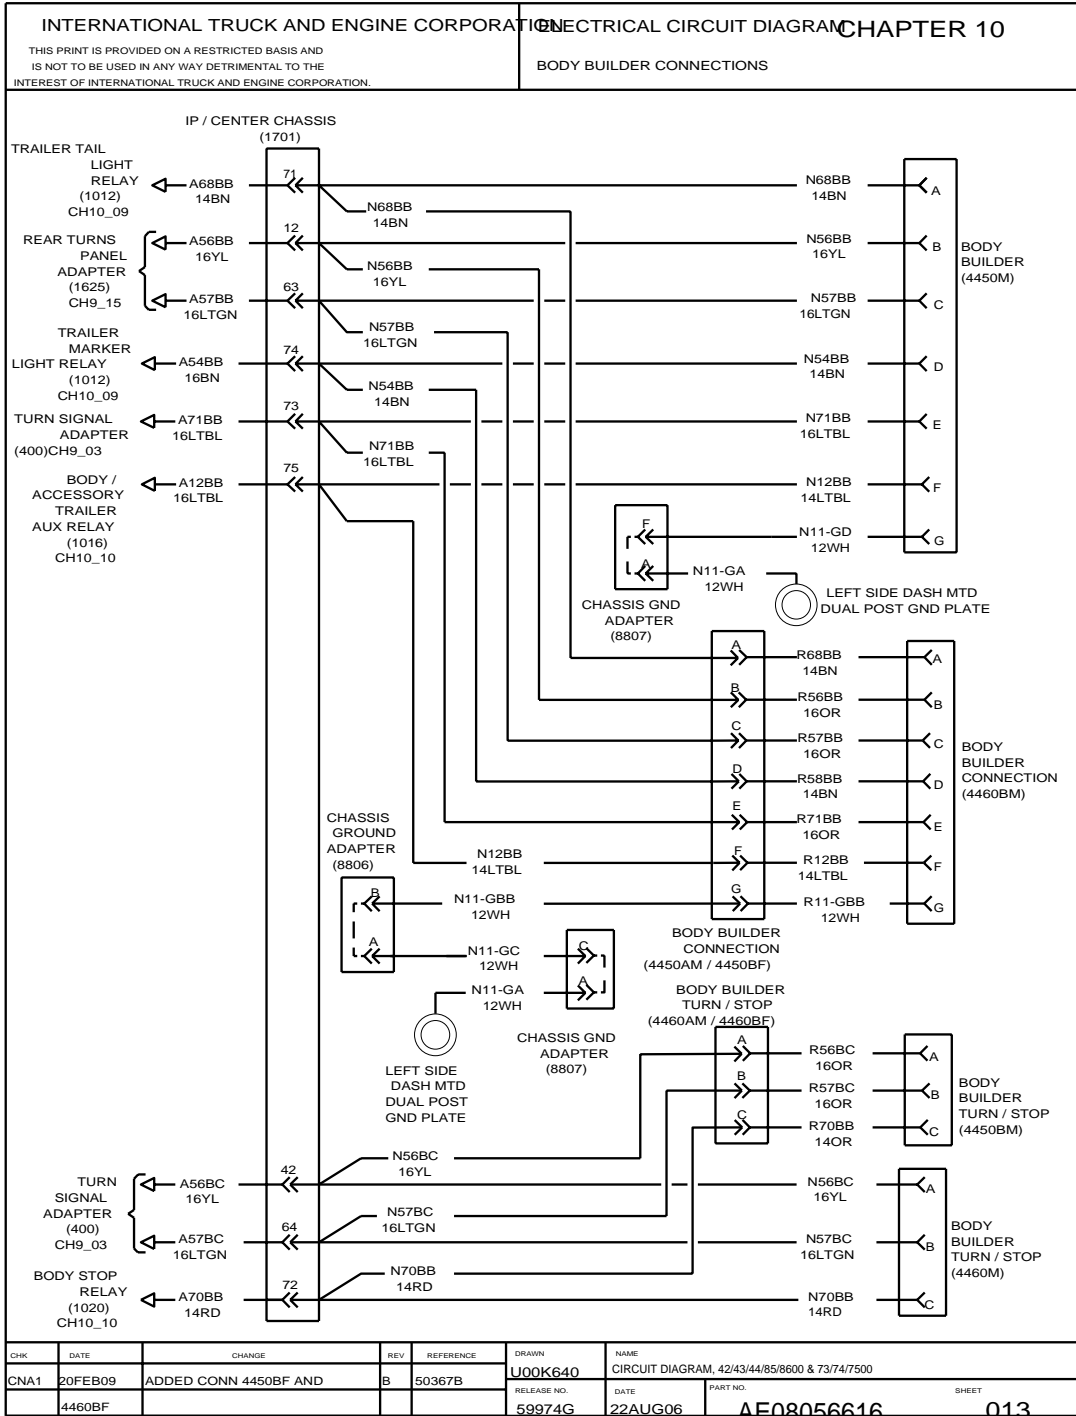 INTERNATIONAL TRUCK AND ENGINE CORPORATION
THIS PRINT IS PROVIDED ON A RESTRICTED BASIS AND
IS NOT TO BE USED IN ANY WAY DETRIMENTAL TO THE
INTEREST OF INTERNATIONAL TRUCK AND ENGINE CORPORATION.
ELECTRICAL CIRCUIT DIAGRAM
CHAPTER 10
BODY BUILDER CONNECTIONS
IP / CENTER CHASSIS
(1701)
TRAILER TAIL
LIGHT
RELAY
(1012)
CH10_09
A68BB
14BN
71
N68BB
14BN
N68BB
14BN
A
REAR TURNS
PANEL
ADAPTER
(1625)
CH9_15
A56BB
16YL
12
N56BB
16YL
N56BB
16YL
B
BODY
BUILDER
(4450M)
A57BB
16LTGN
63
N57BB
16LTGN
N57BB
16LTGN
C
TRAILER
MARKER
LIGHT RELAY
(1012)
CH10_09
A54BB
16BN
74
N54BB
14BN
N54BB
14BN
D
TURN SIGNAL
ADAPTER
(400)CH9_03
A71BB
16LTBL
73
N71BB
16LTBL
N71BB
16LTBL
E
BODY /
ACCESSORY
TRAILER
AUX RELAY
(1016)
CH10_10
A12BB
16LTBL
75
N12BB
14LTBL
F
F
N11-GD
12WH
G
A
N11-GA
12WH
CHASSIS GND
ADAPTER
(8807)
LEFT SIDE DASH MTD
DUAL POST GND PLATE
A
R68BB
14BN
A
B
R56BB
16OR
B
C
R57BB
16OR
C
BODY
BUILDER
CONNECTION
(4460BM)
D
R58BB
14BN
D
E
R71BB
16OR
E
CHASSIS
GROUND
ADAPTER
(8806)
N12BB
14LTBL
F
R12BB
14LTBL
F
B
N11-GBB
12WH
G
R11-GBB
12WH
G
A
N11-GC
12WH
C
BODY BUILDER
CONNECTION
(4450AM / 4450BF)
N11-GA
12WH
A
BODY BUILDER
TURN / STOP
(4460AM / 4460BF)
CHASSIS GND
ADAPTER
(8807)
LEFT SIDE
DASH MTD
DUAL POST
GND PLATE
A
R56BC
16OR
A
B
R57BC
16OR
B
BODY
BUILDER
TURN / STOP
(4450BM)
C
R70BB
14OR
C
N56BC
16YL
TURN
SIGNAL
ADAPTER
(400)
CH9_03
A56BC
16YL
42
N56BC
16YL
A
N57BC
16LTGN
A57BC
16LTGN
64
N57BC
16LTGN
B
BODY
BUILDER
TURN / STOP
(4460M)
BODY STOP
RELAY
(1020)
CH10_10
N70BB
14RD
A70BB
14RD
72
N70BB
14RD
C
CHK DATE CHANGE REV REFERENCE
CNA1 20FEB09 ADDED CONN 4450BF AND B 50367B
4460BF
DRAWN
U00K640
NAME
CIRCUIT DIAGRAM, 42/43/44/85/8600 & 73/74/7500
RELEASE NO.
59974G
DATE
22AUG06
PART NO.
AF08056616
SHEET
013